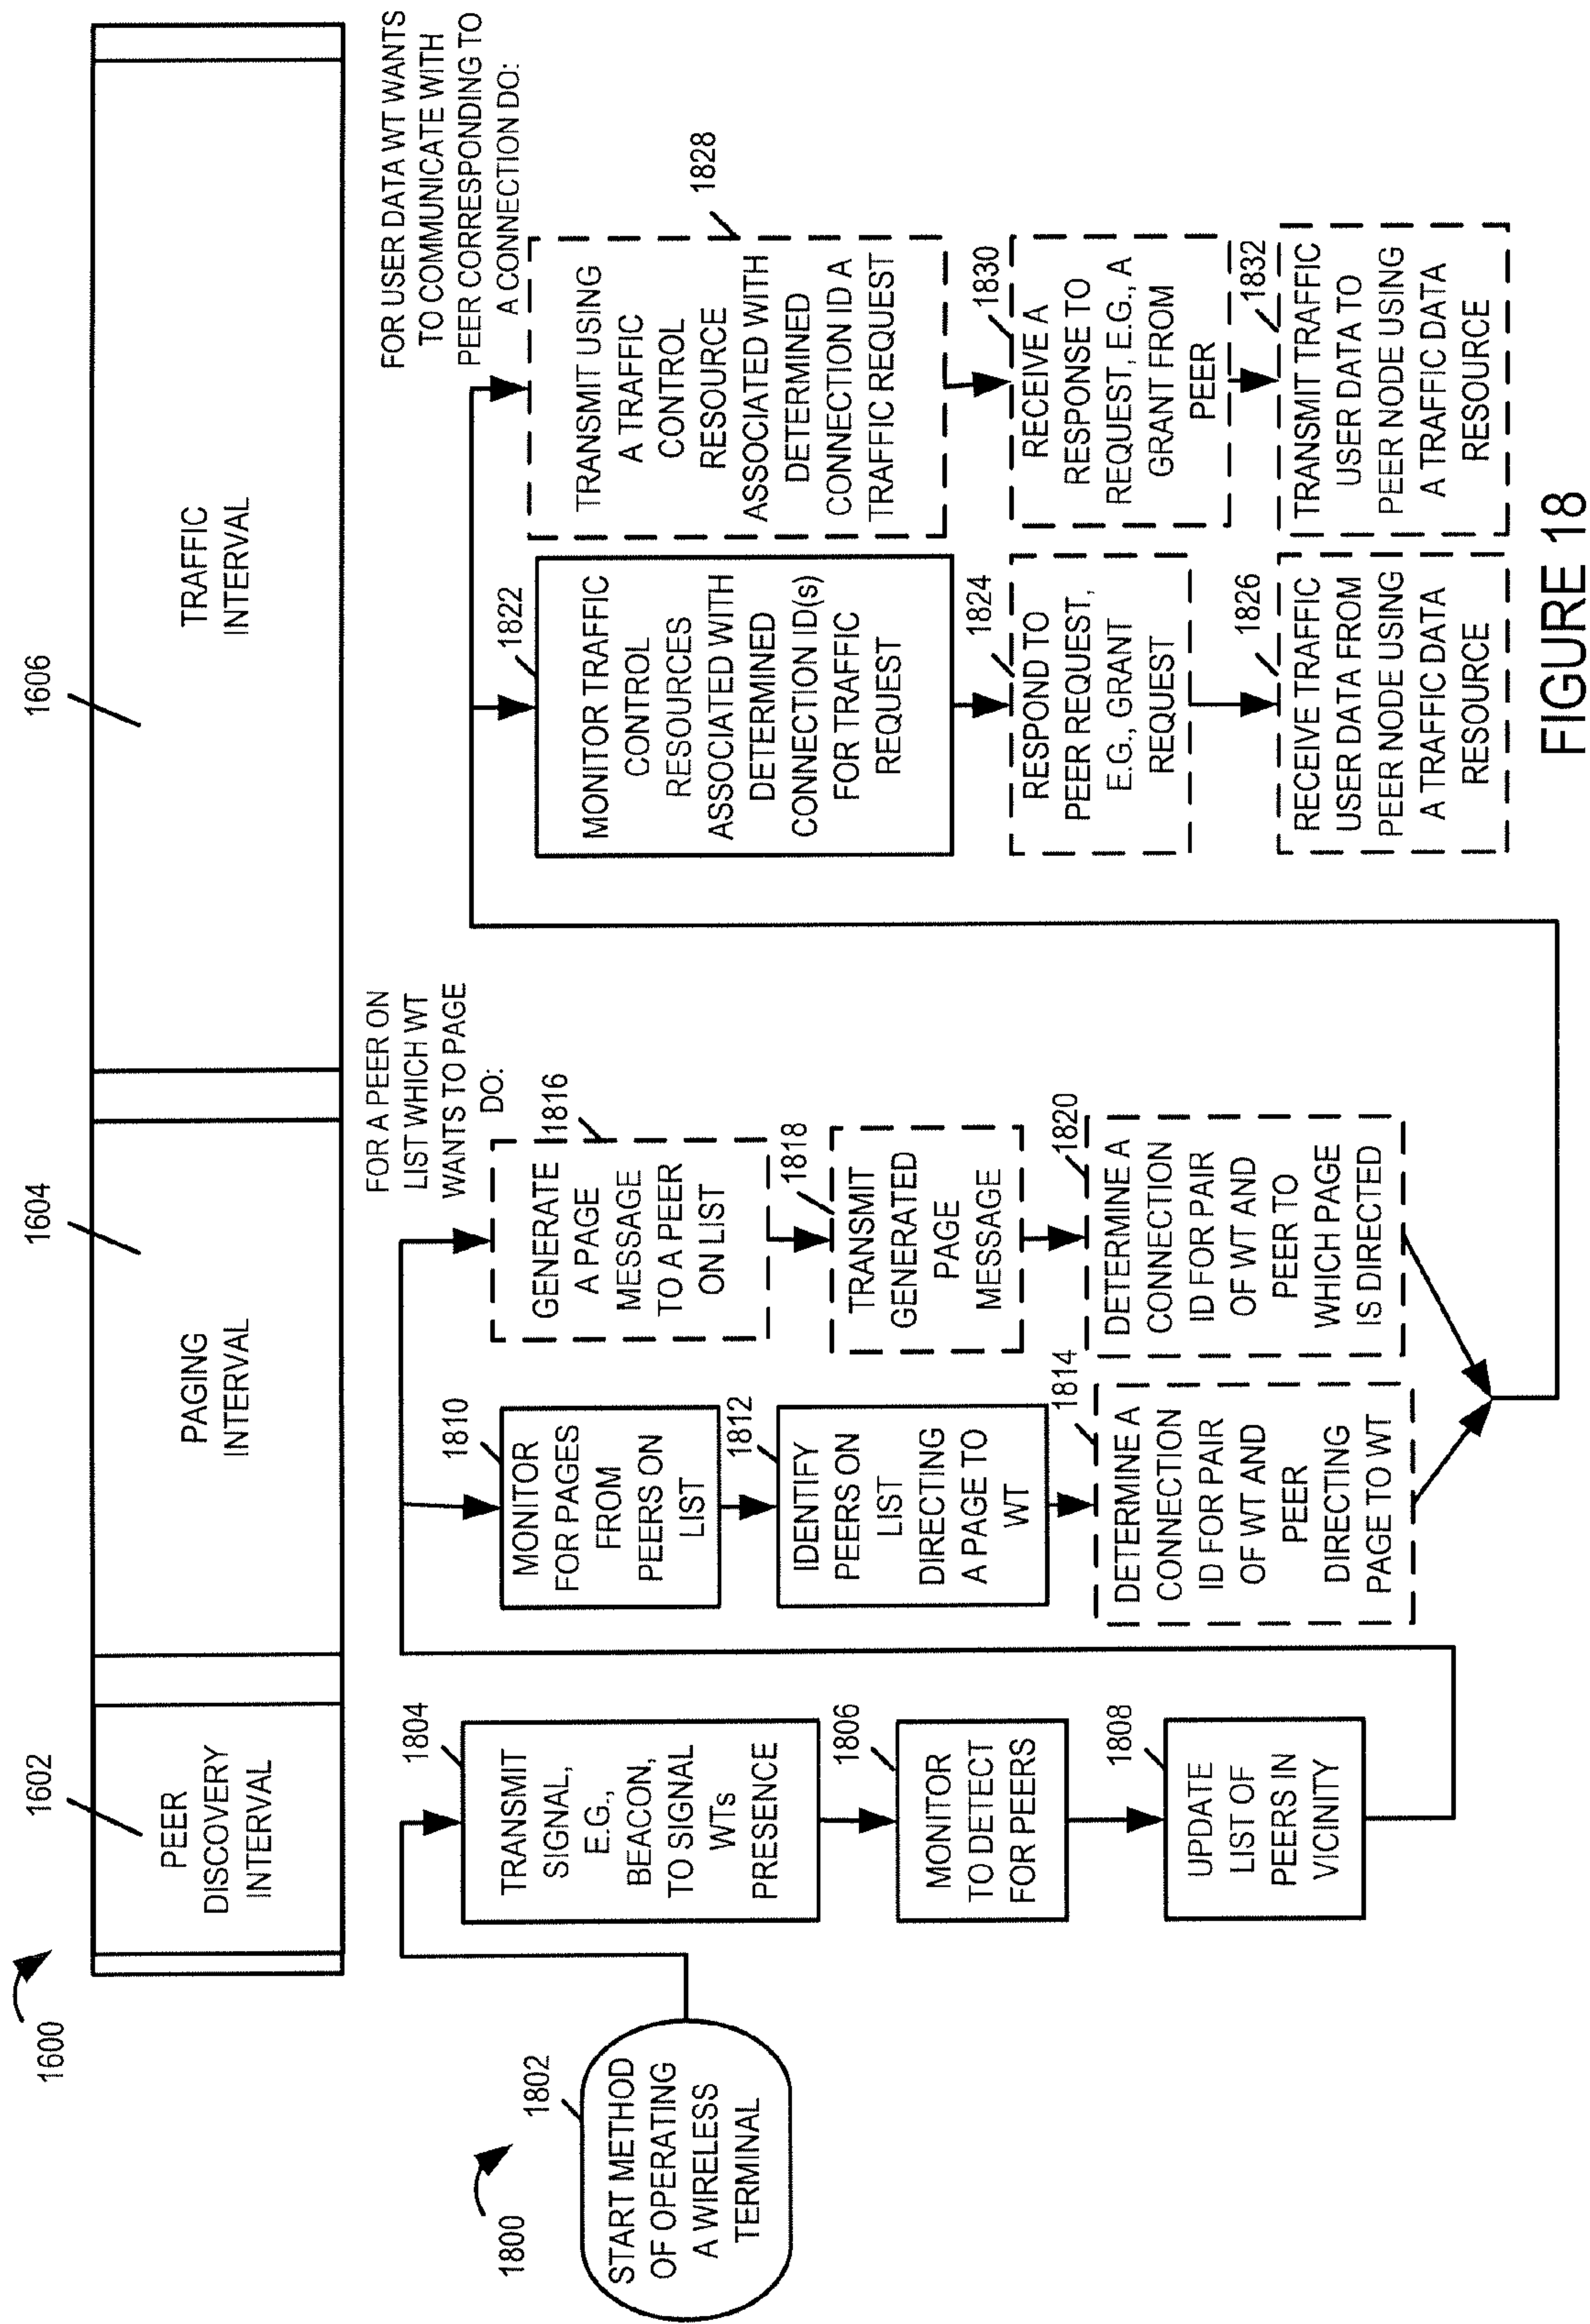 1600
1602
1604
1606
PEER
DISCOVERY
INTERVAL
PAGING
INTERVAL
TRAFFIC
INTERVAL
1800
1802
START METHOD
OF OPERATING
A WIRELESS
TERMINAL
1804
TRANSMIT
SIGNAL,
E.G.,
BEACON,
TO SIGNAL
WTs
PRESENCE
1806
MONITOR
TO DETECT
FOR PEERS
1808
UPDATE
LIST OF
PEERS IN
VICINITY
1810
MONITOR
FOR PAGES
FROM
PEERS ON
LIST
1812
IDENTIFY
PEERS ON
LIST
DIRECTING
A PAGE TO
WT
1814
DETERMINE A
CONNECTION
ID FOR PAIR
OF WT AND
PEER
DIRECTING
PAGE TO WT
FOR A PEER ON
LIST WHICH WT
WANTS TO PAGE
DO:
1816
GENERATE
A PAGE
MESSAGE
TO A PEER
ON LIST
1818
TRANSMIT
GENERATED
PAGE
MESSAGE
1820
DETERMINE A
CONNECTION
ID FOR PAIR
OF WT AND
PEER TO
WHICH PAGE
IS DIRECTED
1822
MONITOR TRAFFIC
CONTROL
RESOURCES
ASSOCIATED WITH
DETERMINED
CONNECTION ID(s)
FOR TRAFFIC
REQUEST
1824
RESPOND TO
PEER REQUEST,
E.G., GRANT
REQUEST
1826
RECEIVE TRAFFIC
USER DATA FROM
PEER NODE USING
A TRAFFIC DATA
RESOURCE
FOR USER DATA WT WANTS
TO COMMUNICATE WITH
PEER CORRESPONDING TO
A CONNECTION DO:
1828
TRANSMIT USING
A TRAFFIC
CONTROL
RESOURCE
ASSOCIATED WITH
DETERMINED
CONNECTION ID A
TRAFFIC REQUEST
1830
RECEIVE A
RESPONSE TO
REQUEST, E.G., A
GRANT FROM
PEER
1832
TRANSMIT TRAFFIC
USER DATA TO
PEER NODE USING
A TRAFFIC DATA
RESOURCE
FIGURE 18